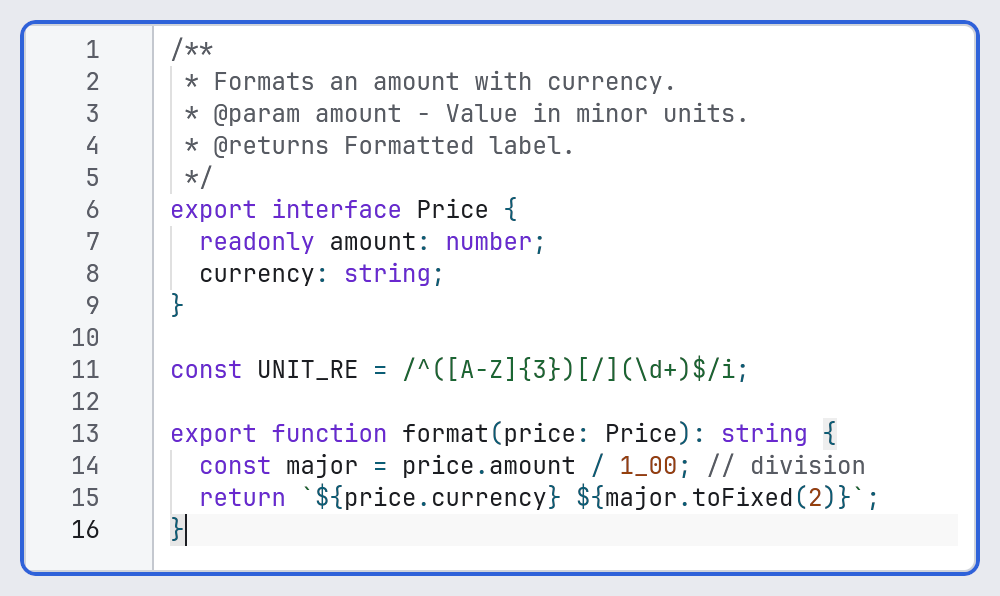 1 /**
2  * Formats an amount with currency.
3  * @param amount - Value in minor units.
4  * @returns Formatted label.
5  */
6 export interface Price {
7   readonly amount: number;
8   currency: string;
9 }
10
11 const UNIT_RE = /^([A-Z]{3})[/](\d+)$/i;
12
13 export function format(price: Price): string {
14   const major = price.amount / 1_00; // division
15   return `${price.currency} ${major.toFixed(2)}`;
16 }